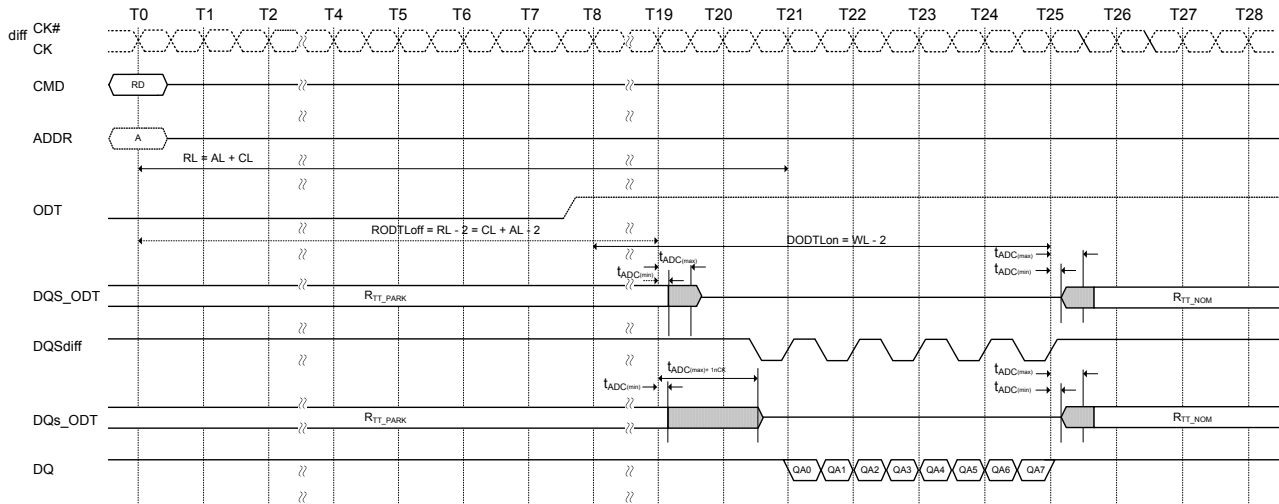 T0 T1 T2 T4 T5 T6 T7 T8 T19 T20 T21 T22 T23 T24 T25 T26 T27 T28
diff CK#
CK
CMD RD
ADDR A
RL = AL + CL
ODT
RODTLoff = RL - 2 = CL + AL - 2
DODTLon = WL - 2
tADC(max) tADC(max)
tADC(min) tADC(min)
DQS_ODT RTT_PARK RTT_NOM
DQSdiff
tADC(max)+ 1nCK tADC(max)
tADC(min) tADC(min)
DQs_ODT RTT_PARK RTT_NOM
DQ QA0 QA1 QA2 QA3 QA4 QA5 QA6 QA7